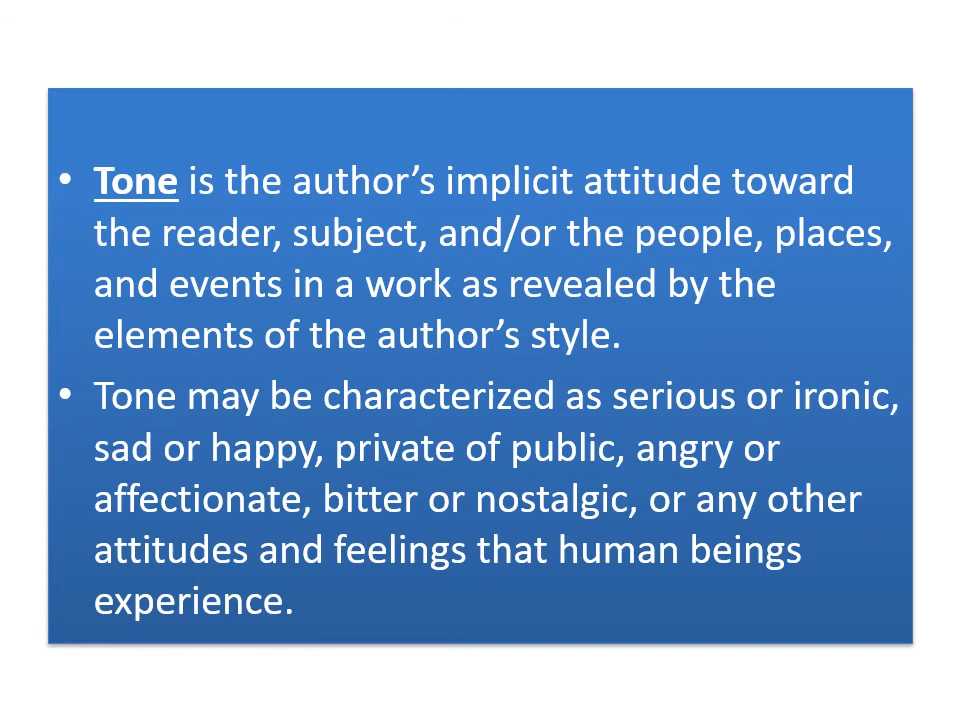 • Tone is the author’s implicit attitude toward
the reader, subject, and/or the people, places,
and events in a work as revealed by the
elements of the author’s style.
• Tone may be characterized as serious or ironic,
sad or happy, private of public, angry or
affectionate, bitter or nostalgic, or any other
attitudes and feelings that human beings
experience.